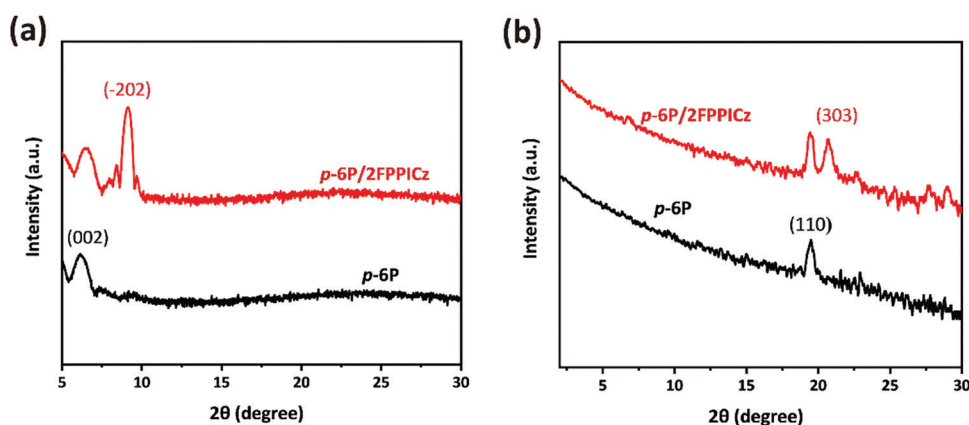 (a)
(-202)
p-6P/2FPPICz
(002)
p-6P
Intensity (a.u.)
5 10 15 20 25 30
2θ (degree)
(b)
p-6P/2FPPICz (303)
p-6P
(110)
Intensity (a.u.)
5 10 15 20 25 30
2θ (degree)